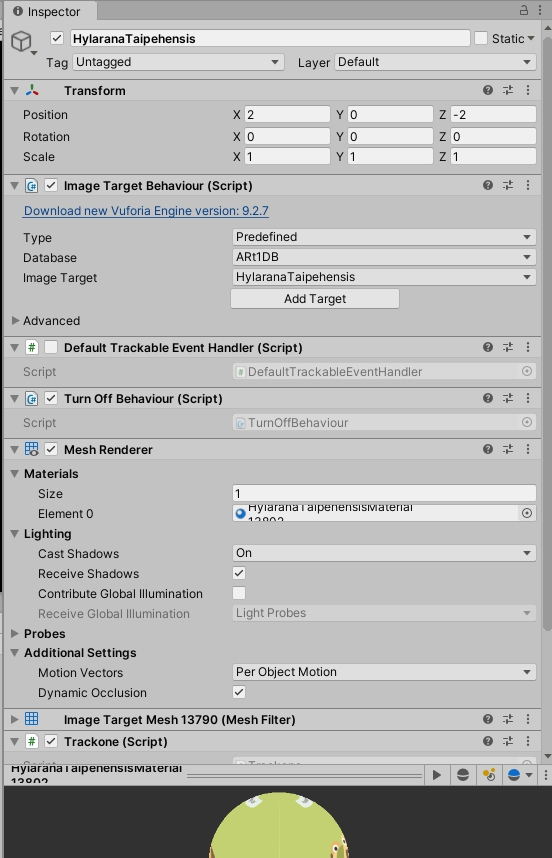 Inspector
HylaranaTaipehensis
Static
Tag Untagged Layer Default
Transform
Position X 2 Y 0 Z -2
Rotation X 0 Y 0 Z 0
Scale X 1 Y 1 Z 1
Image Target Behaviour (Script)
Download new Vuforia Engine version: 9.2.7
Type Predefined
Database ARt1DB
Image Target HylaranaTaipehensis
Add Target
Advanced
Default Trackable Event Handler (Script)
Script DefaultTrackableEventHandler
Turn Off Behaviour (Script)
Script TurnOffBehaviour
Mesh Renderer
Materials
Size 1
Element 0 HylaranaTaipehensisMaterial
13802
Lighting
Cast Shadows On
Receive Shadows
Contribute Global Illumination
Receive Global Illumination Light Probes
Probes
Additional Settings
Motion Vectors Per Object Motion
Dynamic Occlusion
Image Target Mesh 13790 (Mesh Filter)
Trackone (Script)
Script Trackone
HylaranaTaipehensisMaterial
13802